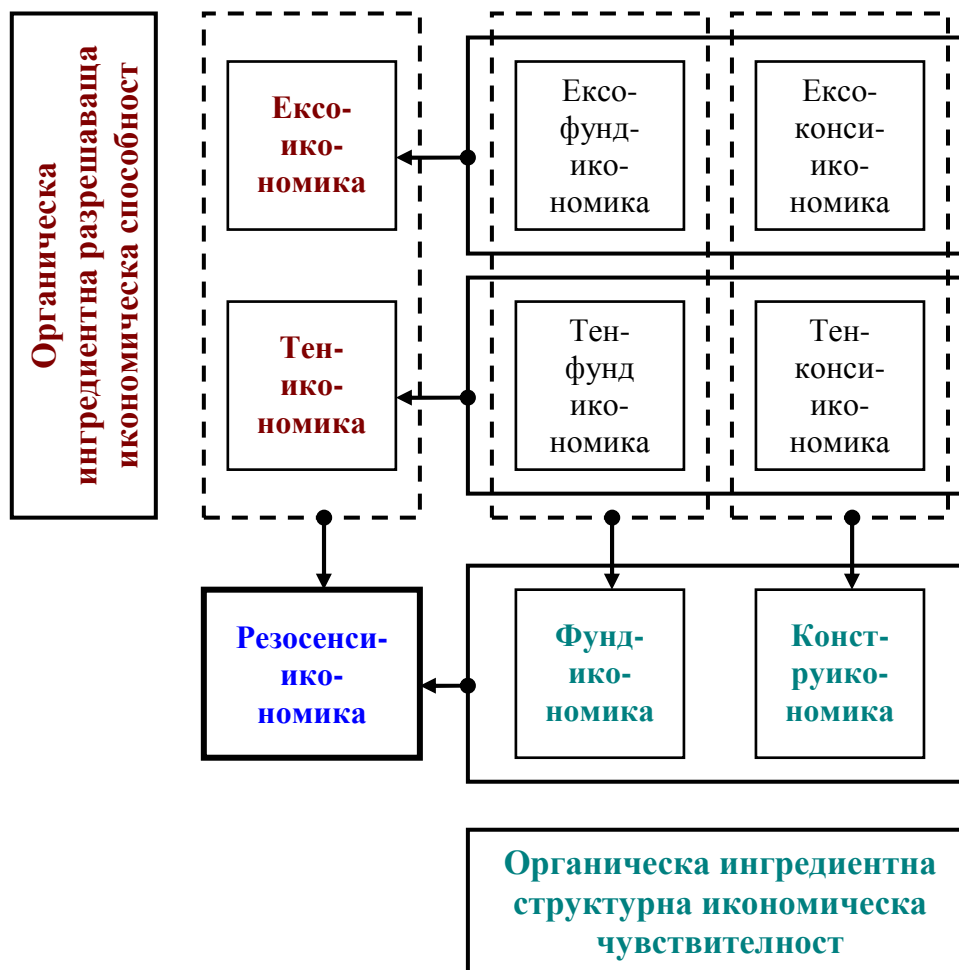 Органическа
ингредиентна разрешаваща
икономическа способност
Ексо-
ико-
номика
Ексо-
фунд-
ико-
номика
Ексо-
конси-
ико-
номика
Тен-
ико-
номика
Тен-
фунд
ико-
номика
Тен-
конси-
ико-
номика
Резосенси-
ико-
номика
Фунд-
ико-
номика
Конст-
руико-
номика
Органическа ингредиентна
структурна икономическа
чувствителност